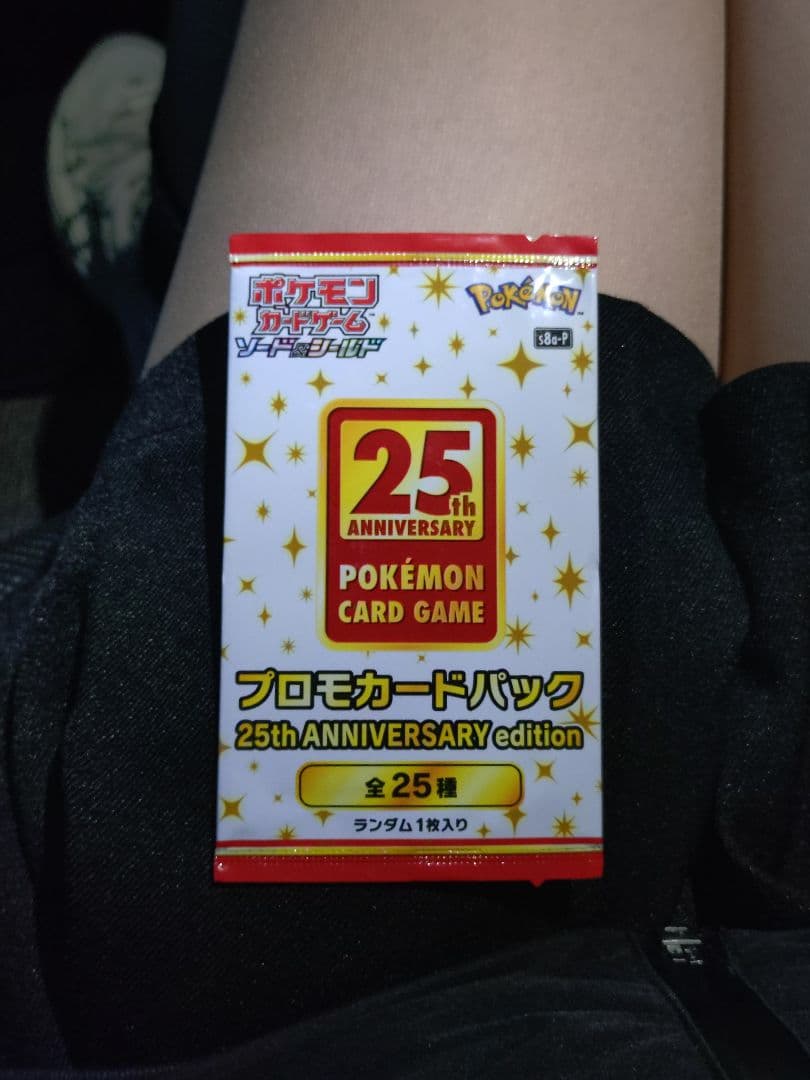 ポケモン
カードゲーム
ソード&シールド
POKÉMON
s8a-P
25th
ANNIVERSARY
POKÉMON
CARD GAME
プロモカードパック
25th ANNIVERSARY edition
全25種
ランダム1枚入り